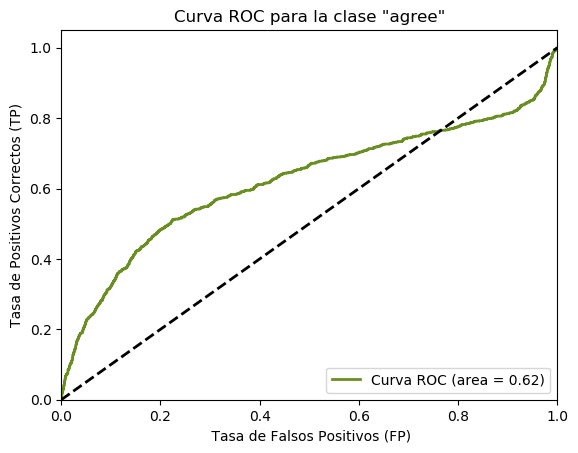 Curva ROC para la clase "agree"
Tasa de Positivos Correctos (TP)
1.0
0.8
0.6
0.4
0.2
0.0
0.0 0.2 0.4 0.6 0.8 1.0
Tasa de Falsos Positivos (FP)
Curva ROC (area = 0.62)